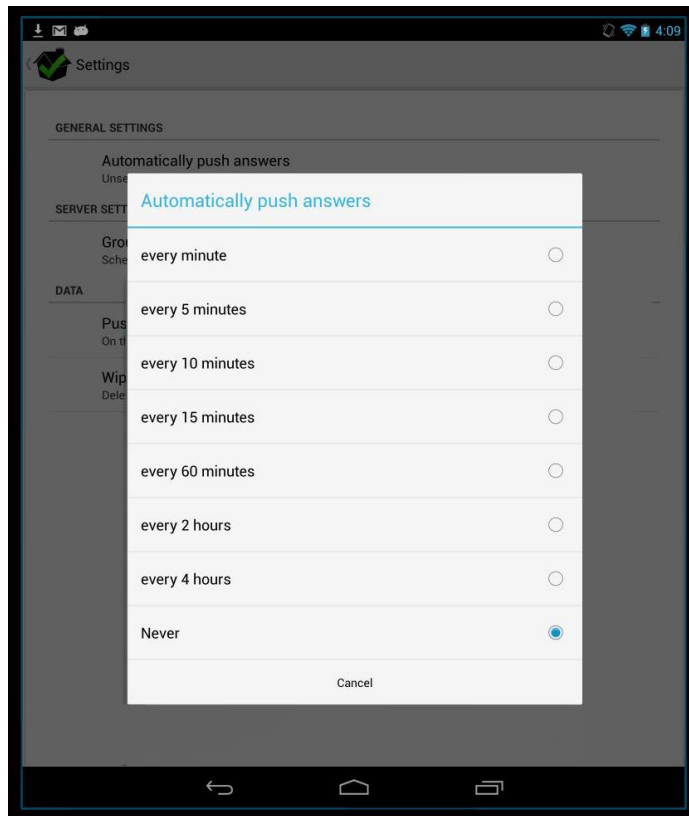 4:09
Settings
GENERAL SETTINGS
Automatically push answers
SERVER
DATA
Automatically push answers
every minute
every 5 minutes
every 10 minutes
every 15 minutes
every 60 minutes
every 2 hours
every 4 hours
Never
Cancel